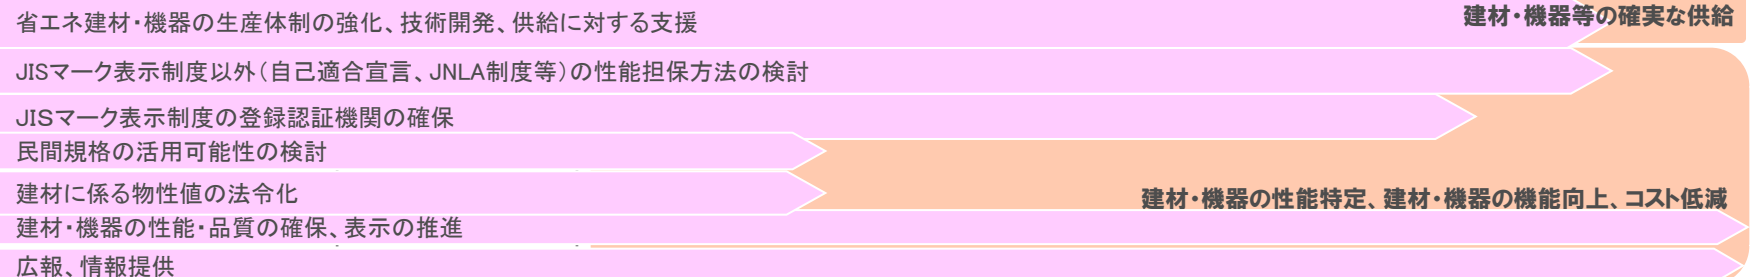 省エネ建材・機器の生産体制の強化、技術開発、供給に対する支援
建材・機器等の確実な供給
JISマーク表示制度以外（自己適合宣言、JNLA制度等）の性能担保方法の検討
JISマーク表示制度の登録認証機関の確保
民間規格の活用可能性の検討
建材に係る物性値の法令化
建材・機器の性能特定、建材・機器の機能向上、コスト低減
建材・機器の性能・品質の確保、表示の推進
広報、情報提供